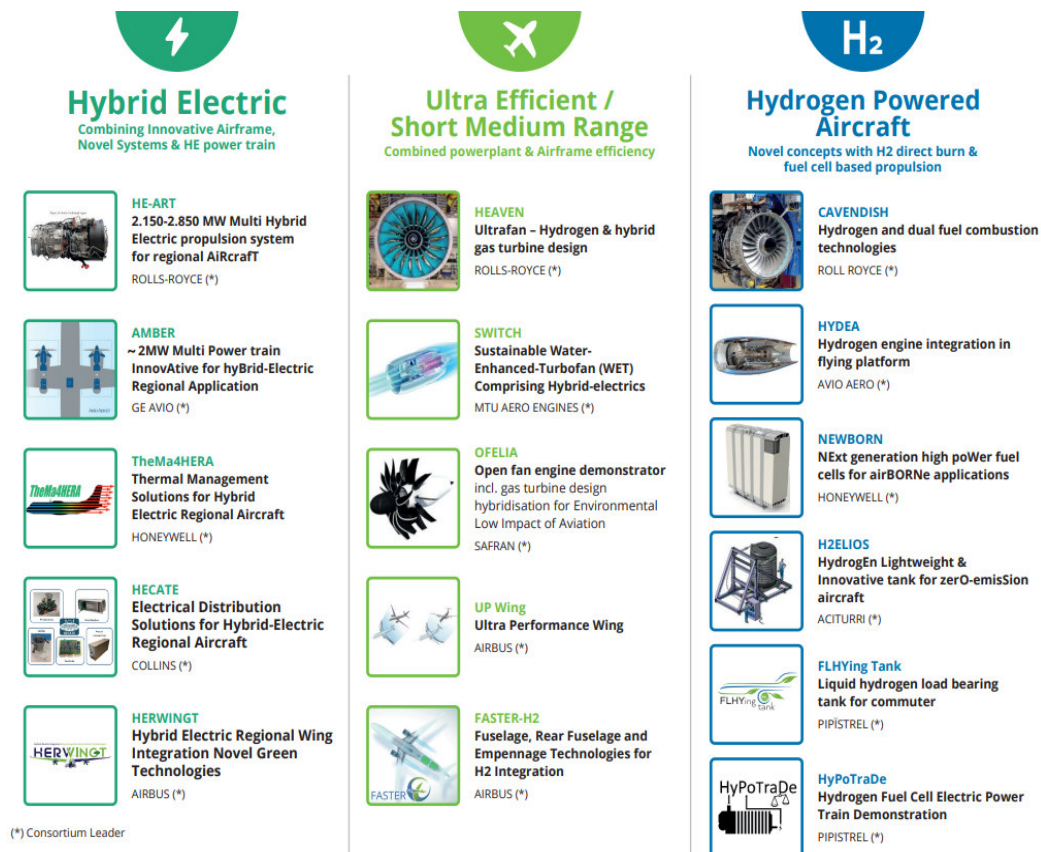 H₂
Hybrid Electric
Combining Innovative Airframe,
Novel Systems & HE power train
HE-ART
2.150-2.850 MW Multi Hybrid
Electric propulsion system
for regional AiRcrafT
ROLLS-ROYCE (*)
AMBER
~ 2MW Multi Power train
InnovAtive for hyBrid-Electric
Regional Application
GE AVIO (*)
TheMa4HERA
TheMa4HERA
Thermal Management
Solutions for Hybrid
Electric Regional Aircraft
HONEYWELL (*)
HECATE
Electrical Distribution
Solutions for Hybrid-Electric
Regional Aircraft
COLLINS (*)
HERWINGT
HERWINGT
Hybrid Electric Regional Wing
Integration Novel Green
Technologies
AIRBUS (*)
(*) Consortium Leader
Ultra Efficient /
Short Medium Range
Combined powerplant & Airframe efficiency
HEAVEN
Ultrafan – Hydrogen & hybrid
gas turbine design
ROLLS-ROYCE (*)
SWITCH
Sustainable Water-
Enhanced-Turbofan (WET)
Comprising Hybrid-electrics
MTU AERO ENGINES (*)
OFELIA
Open fan engine demonstrator
incl. gas turbine design
hybridisation for Environmental
Low Impact of Aviation
SAFRAN (*)
UP Wing
Ultra Performance Wing
AIRBUS (*)
FASTER
FASTER-H2
Fuselage, Rear Fuselage and
Empennage Technologies for
H2 Integration
AIRBUS (*)
Hydrogen Powered
Aircraft
Novel concepts with H2 direct burn &
fuel cell based propulsion
CAVENDISH
Hydrogen and dual fuel combustion
technologies
ROLL ROYCE (*)
HYDEA
Hydrogen engine integration in
flying platform
AVIO AERO (*)
NEWBORN
NExt generation high poWer fuel
cells for airBORNe applications
HONEYWELL (*)
H2ELIOS
HydrogEn Lightweight &
Innovative tank for zerO-emisSion
aircraft
ACITURRI (*)
FLHYing
tank
FLHYing Tank
Liquid hydrogen load bearing
tank for commuter
PIPISTREL (*)
HyPoTraDe
HyPoTraDe
Hydrogen Fuel Cell Electric Power
Train Demonstration
PIPISTREL (*)